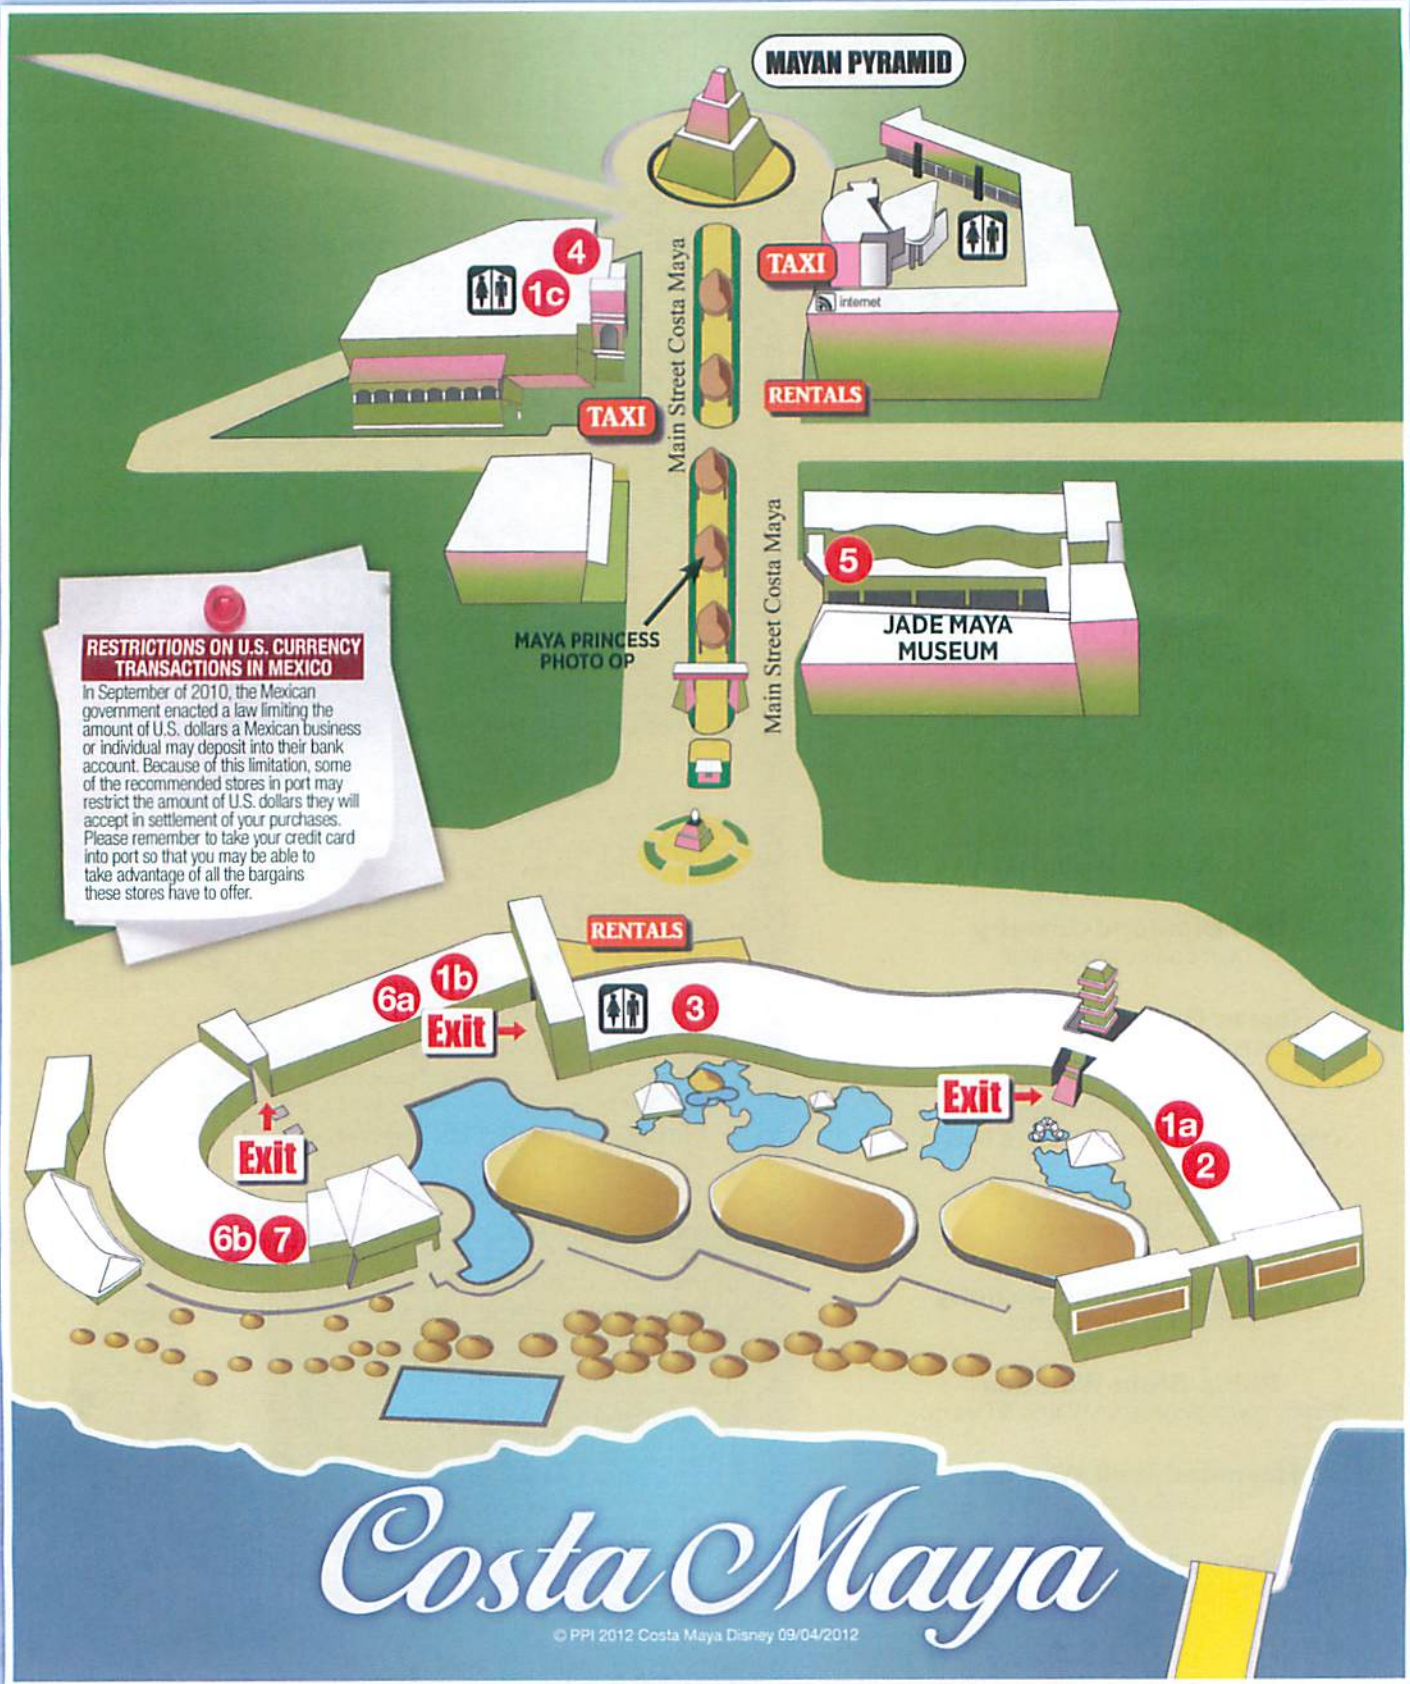 MAYAN PYRAMID
4
1c
TAXI
internet
Main Street Costa Maya
RENTALS
TAXI
Main Street Costa Maya
5
JADE MAYA
MUSEUM
MAYA PRINCESS
PHOTO OP
RESTRICTIONS ON U.S. CURRENCY
TRANSACTIONS IN MEXICO
In September of 2010, the Mexican
government enacted a law limiting the
amount of U.S. dollars a Mexican business
or individual may deposit into their bank
account. Because of this limitation, some
of the recommended stores in port may
restrict the amount of U.S. dollars they will
accept in settlement of your purchases.
Please remember to take your credit card
into port so that you may be able to
take advantage of all the bargains
these stores have to offer.
RENTALS
6a
1b
Exit
3
Exit
1a
2
Exit
6b
7
Costa Maya
© PPI 2012 Costa Maya Disney 09/04/2012